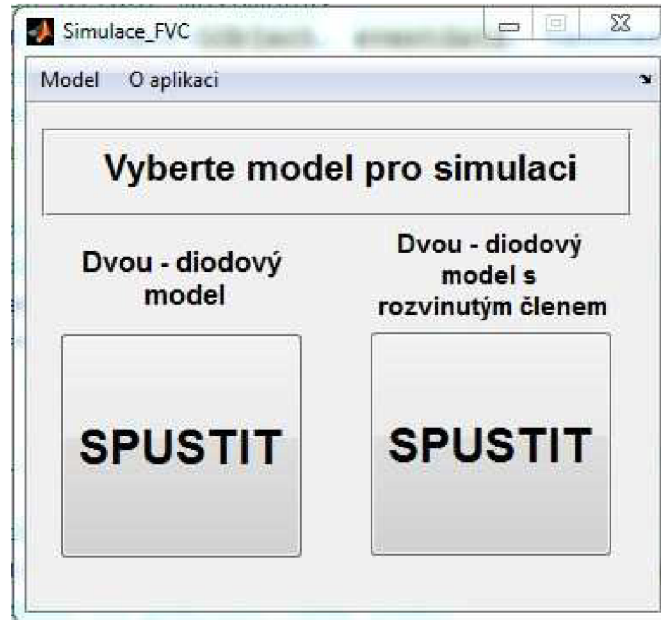 Simulace_FVC
Model O aplikaci
Vyberte model pro simulaci
Dvou - diodový
model
Dvou - diodový
model s
rozvinutým členem
SPUSTIT
SPUSTIT